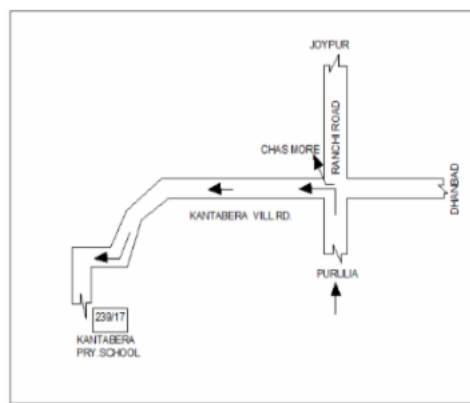 JOYPUR
RANCHI ROAD
CHAS MORE
DHANBAD
KANTABERA VILL RD.
PURULIA
239/17
KANTABERA
PRY.SCHOOL